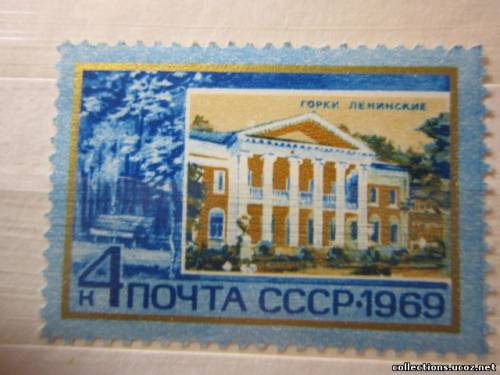 ГОРКИ ЛЕНИНСКИЕ
4 к ПОЧТА СССР·1969
collections.ucoz.net